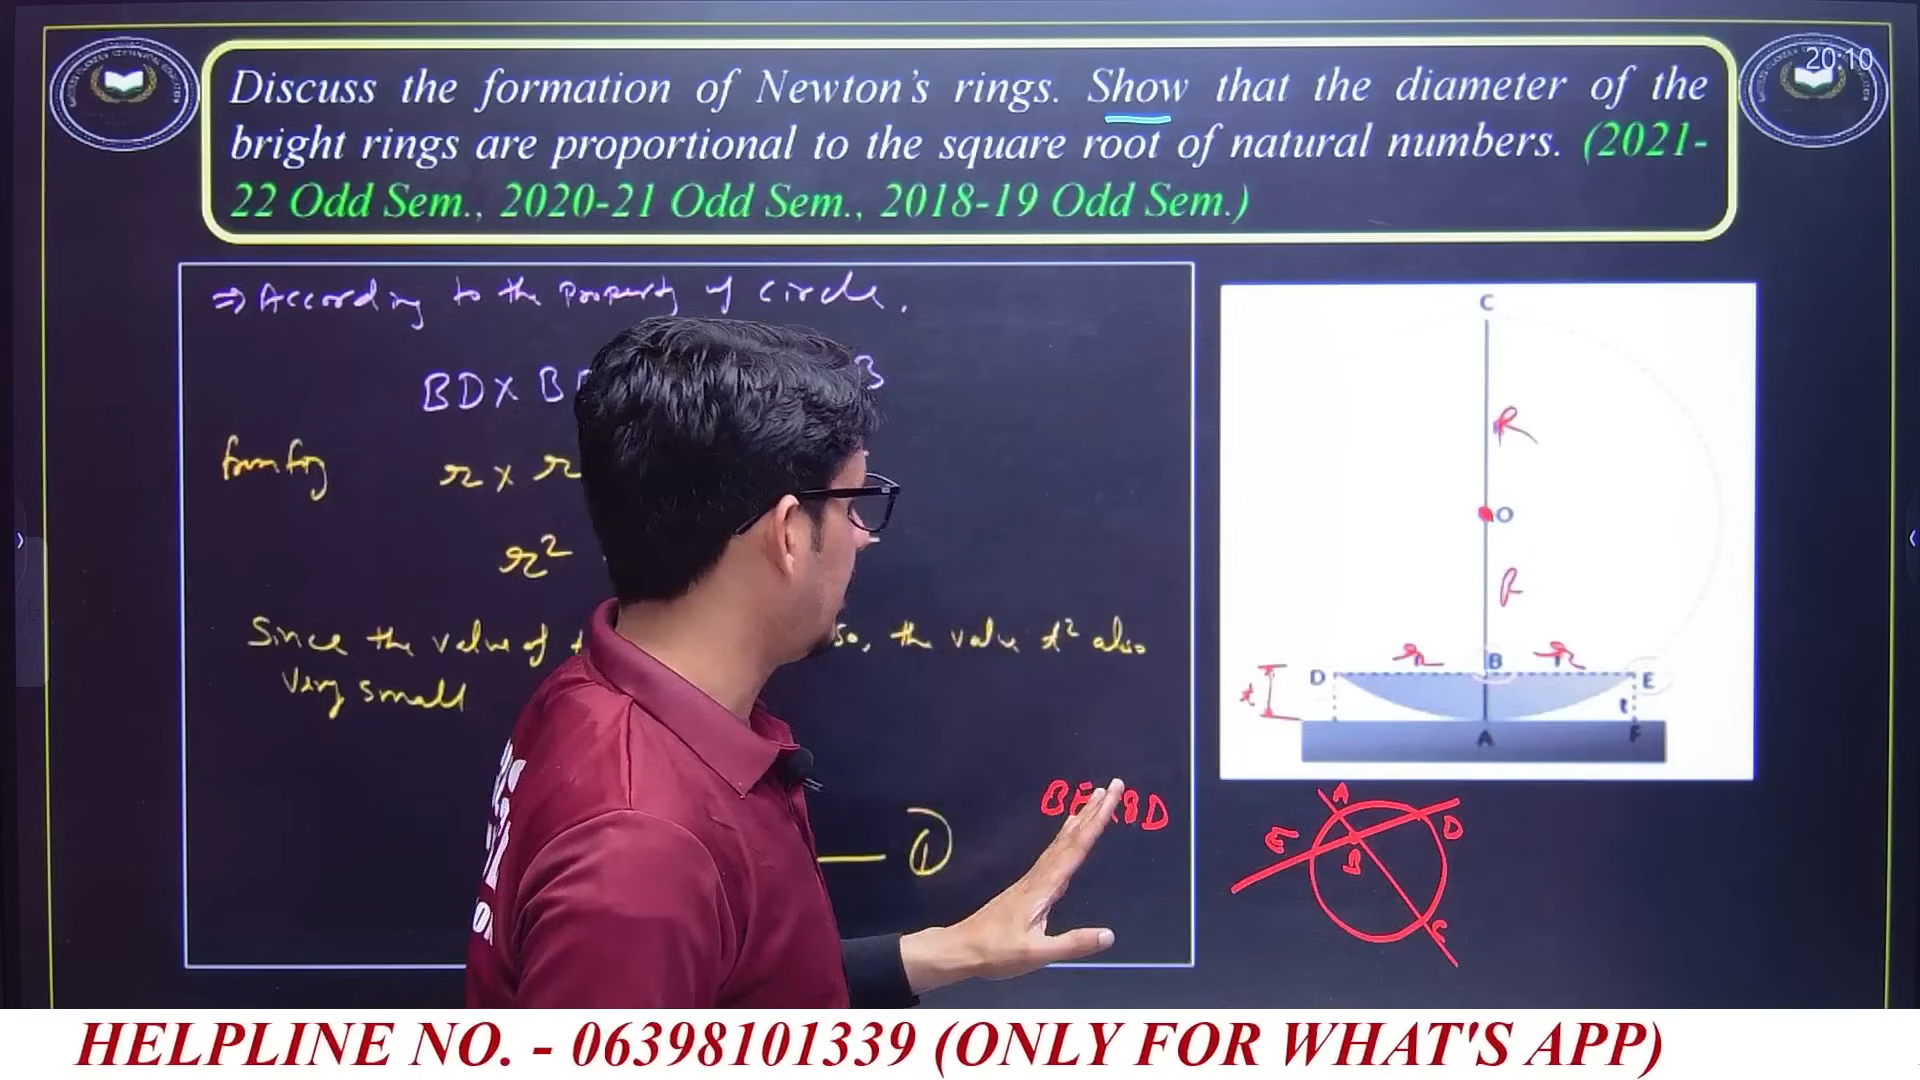 20:10
Discuss the formation of Newton's rings. Show that the diameter of the
bright rings are proportional to the square root of natural numbers. (2021-
22 Odd Sem., 2020-21 Odd Sem., 2018-19 Odd Sem.)
⇒ According to the Property of circle.
BD X B
B
r x r
r²
Since the value of
so, the value t² also
very small
①
BE X BD
C
R
O
R
r B r
D E
t t
A F
A
E D
B
C
HELPLINE NO. - 06398101339 (ONLY FOR WHAT'S APP)